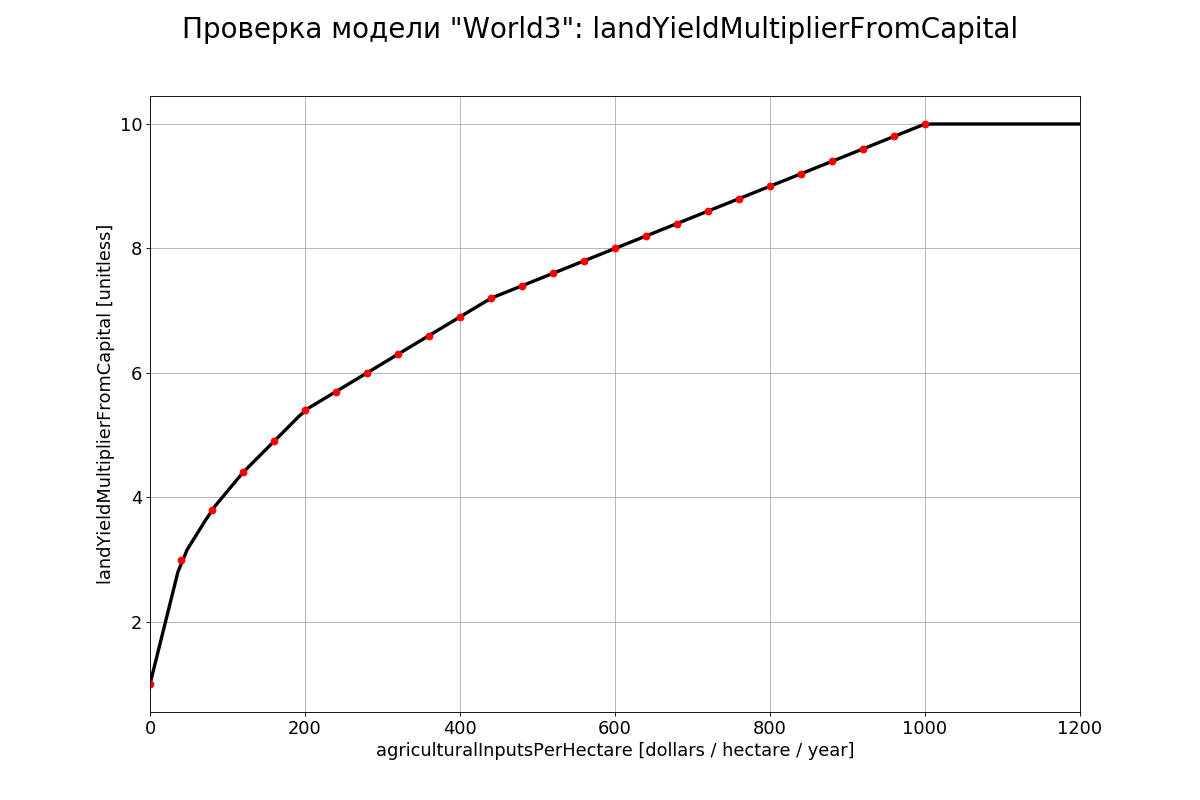 Проверка модели "World3": landYieldMultiplierFromCapital
landYieldMultiplierFromCapital [unitless]
10
8
6
4
2
0 200 400 600 800 1000 1200
agriculturalInputsPerHectare [dollars / hectare / year]